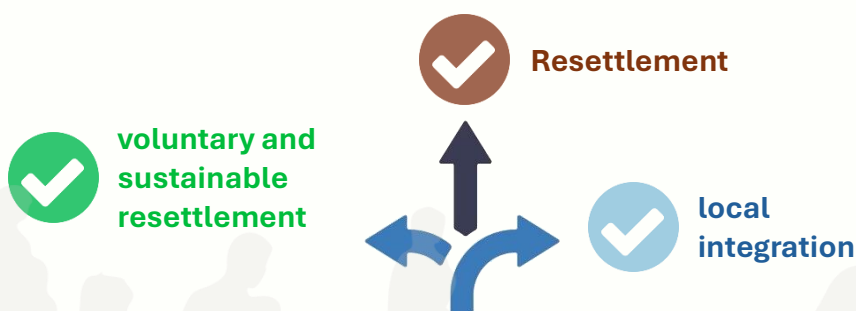 Resettlement
voluntary and
sustainable
resettlement
local
integration